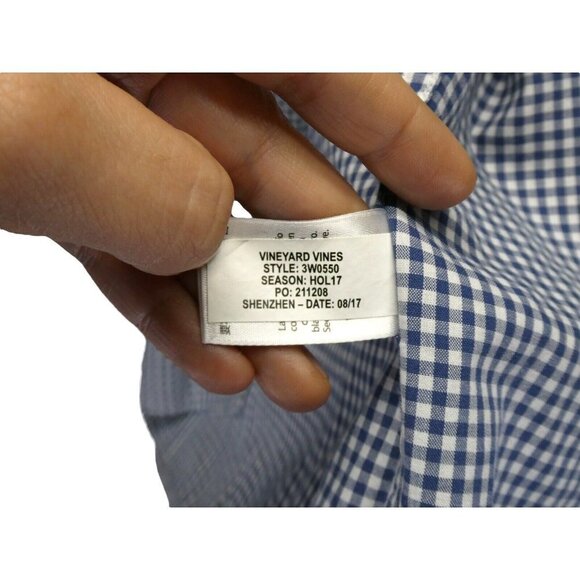 VINEYARD VINES
STYLE: 3W0550
SEASON: HOL17
PO: 211208
SHENZHEN – DATE: 08/17